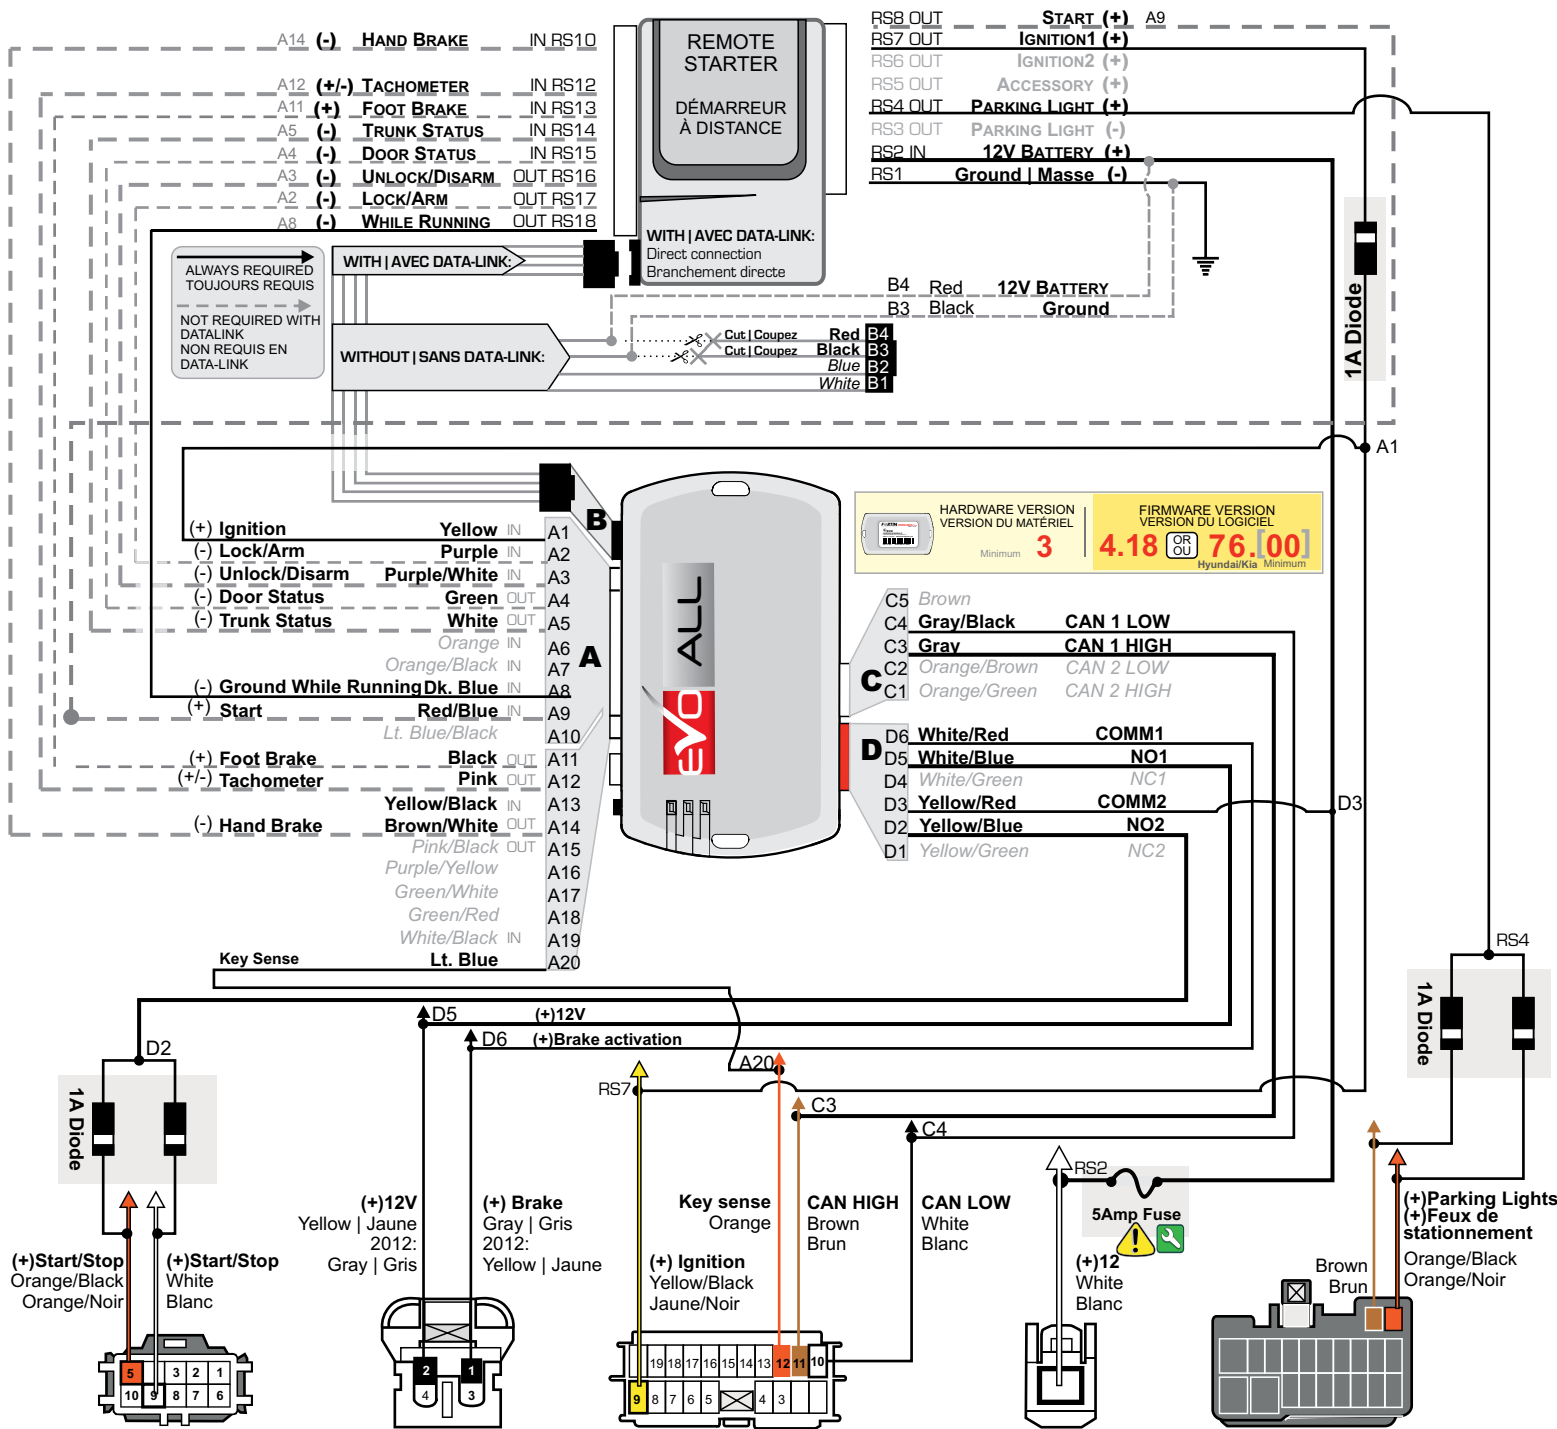 A14 (-) HAND BRAKE IN RS10
A12 (+/-) TACHOMETER IN RS12
A11 (+) FOOT BRAKE IN RS13
A5 (-) TRUNK STATUS IN RS14
A4 (-) DOOR STATUS IN RS15
A3 (-) UNLOCK/DISARM OUT RS16
A2 (-) LOCK/ARM OUT RS17
A8 (-) WHILE RUNNING OUT RS18
REMOTE
STARTER
DÉMARREUR
À DISTANCE
WITH | AVEC DATA-LINK:
Direct connection
Branchement directe
RS8 OUT START (+) A9
RS7 OUT IGNITION1 (+)
RS6 OUT IGNITION2 (+)
RS5 OUT ACCESSORY (+)
RS4 OUT PARKING LIGHT (+)
RS3 OUT PARKING LIGHT (-)
RS2 IN 12V BATTERY (+)
RS1 Ground | Masse (-)
1A Diode
ALWAYS REQUIRED
TOUJOURS REQUIS
NOT REQUIRED WITH
DATALINK
NON REQUIS EN
DATA-LINK
WITH | AVEC DATA-LINK:
WITHOUT | SANS DATA-LINK:
B4 Red 12V BATTERY
B3 Black Ground
Cut | Coupez Red B4
Cut | Coupez Black B3
Blue B2
White B1
A1
HARDWARE VERSION
VERSION DU MATÉRIEL
Minimum 3
FIRMWARE VERSION
VERSION DU LOGICIEL
4.18 OR OU 76.[00]
Hyundai/Kia Minimum
B
(+) Ignition Yellow IN A1
(-) Lock/Arm Purple IN A2
(-) Unlock/Disarm Purple/White IN A3
(-) Door Status Green OUT A4
(-) Trunk Status White OUT A5
Orange IN A6
Orange/Black IN A7
(-) Ground While Running Dk. Blue IN A8
(+) Start Red/Blue IN A9
Lt. Blue/Black A10
(+) Foot Brake Black OUT A11
(+/-) Tachometer Pink OUT A12
Yellow/Black IN A13
(-) Hand Brake Brown/White OUT A14
Pink/Black OUT A15
Purple/Yellow A16
Green/White A17
Green/Red A18
White/Black IN A19
Key Sense Lt. Blue A20
A
evo ALL
C
C5 Brown
C4 Gray/Black CAN 1 LOW
C3 Gray CAN 1 HIGH
C2 Orange/Brown CAN 2 LOW
C1 Orange/Green CAN 2 HIGH
D
D6 White/Red COMM1
D5 White/Blue NO1
D4 White/Green NC1
D3 Yellow/Red COMM2 D3
D2 Yellow/Blue NO2
D1 Yellow/Green NC2
RS4
1A Diode
D5 (+)12V
D6 (+)Brake activation
D2
1A Diode
A20
RS7
C3
C4
RS2
5Amp Fuse
(+)Start/Stop
Orange/Black
Orange/Noir
(+)Start/Stop
White
Blanc
(+)12V
Yellow | Jaune
2012:
Gray | Gris
(+) Brake
Gray | Gris
2012:
Yellow | Jaune
(+) Ignition
Yellow/Black
Jaune/Noir
Key sense
Orange
CAN HIGH
Brown
Brun
CAN LOW
White
Blanc
(+)12
White
Blanc
Brown
Brun
(+)Parking Lights
(+)Feux de
stationnement
Orange/Black
Orange/Noir
5 3 2 1
10 9 8 7 6
2 1
4 3
19 18 17 16 15 14 13 12 11 10
9 8 7 6 5 4 3